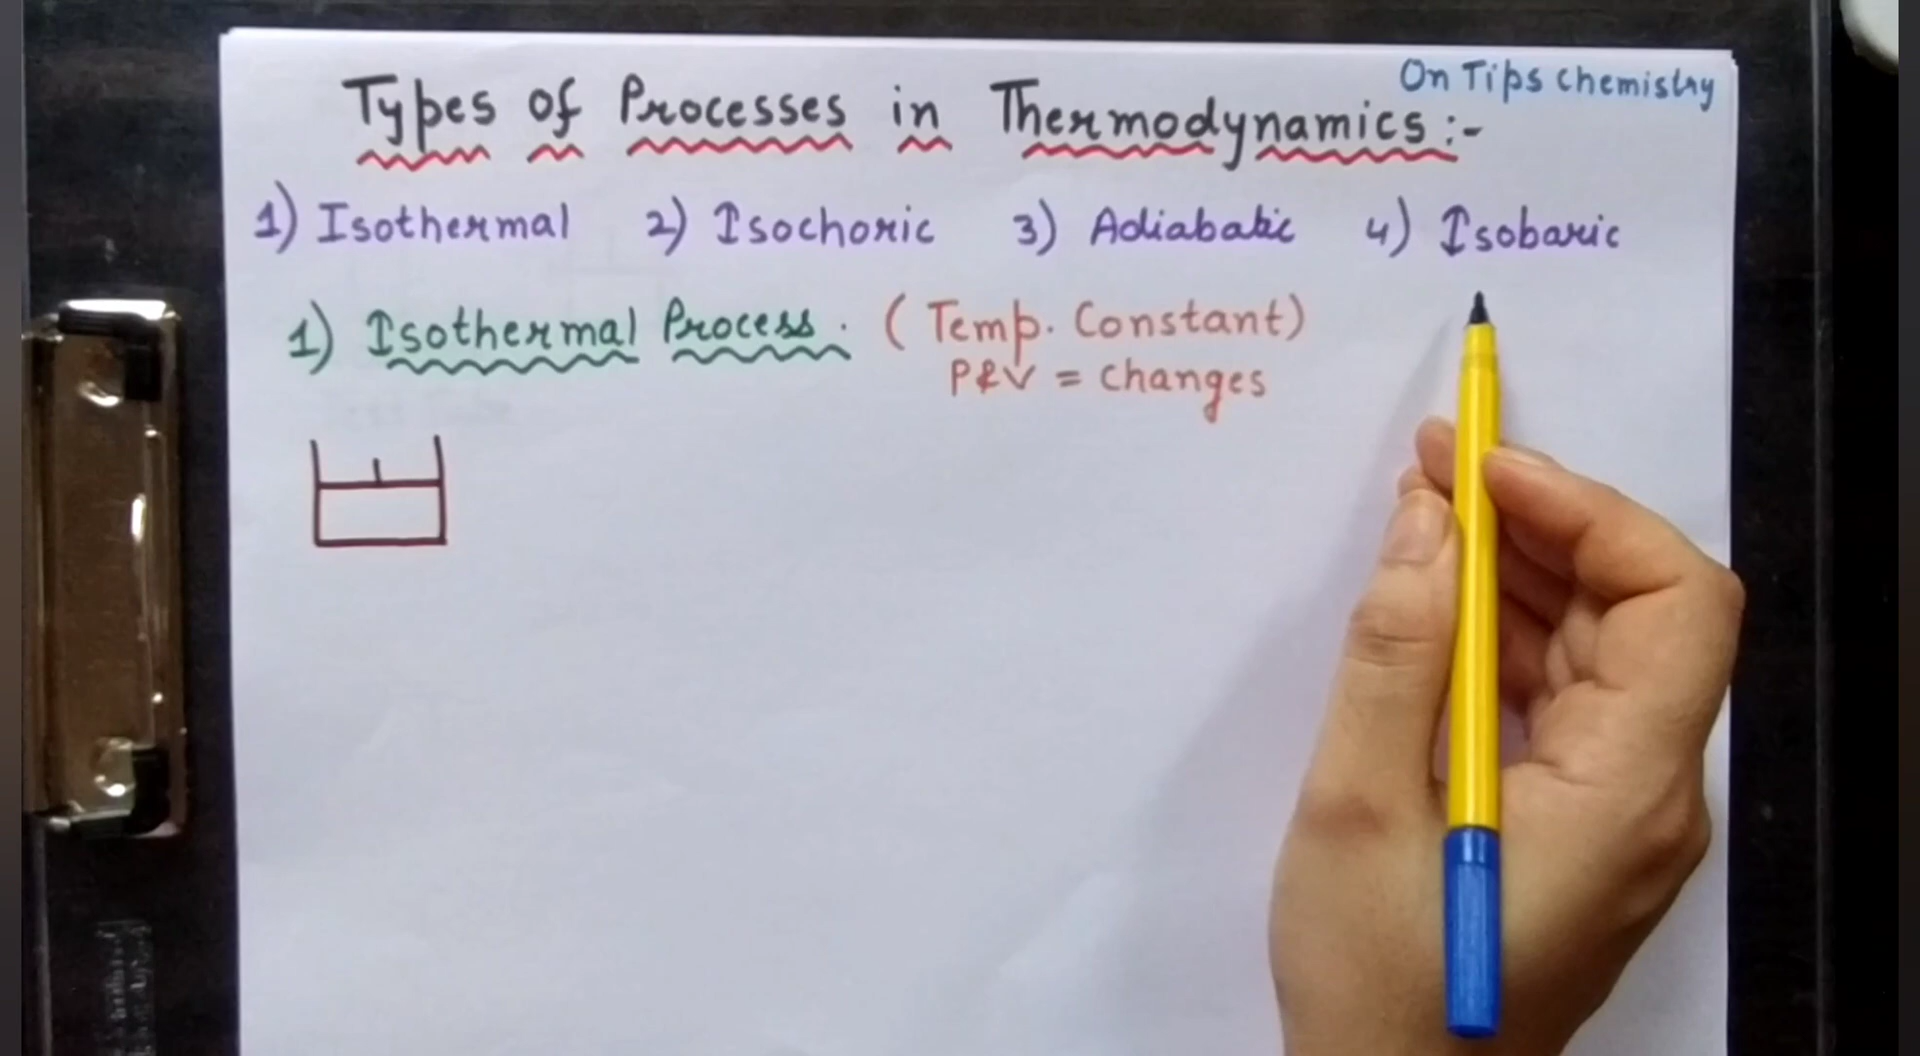 On Tips chemistry
Types of Processes in Thermodynamics:-
1) Isothermal 2) Isochoric 3) Adiabatic 4) Isobaric
1) Isothermal Process. (Temp. Constant)
P&V = Changes